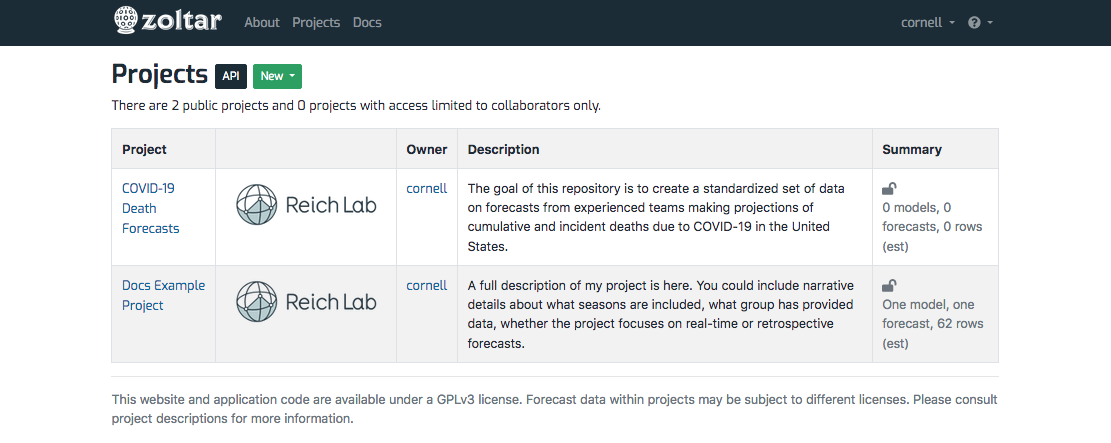 zoltar About Projects Docs cornell
Projects API New
There are 2 public projects and 0 projects with access limited to collaborators only.
Project Owner Description Summary
COVID-19
Death
Forecasts
Reich Lab
cornell
The goal of this repository is to create a standardized set of data
on forecasts from experienced teams making projections of
cumulative and incident deaths due to COVID-19 in the United
States.
0 models, 0
forecasts, 0 rows
(est)
Docs Example
Project
Reich Lab
cornell
A full description of my project is here. You could include narrative
details about what seasons are included, what group has provided
data, whether the project focuses on real-time or retrospective
forecasts.
One model, one
forecast, 62 rows
(est)
This website and application code are available under a GPLv3 license. Forecast data within projects may be subject to different licenses. Please consult
project descriptions for more information.